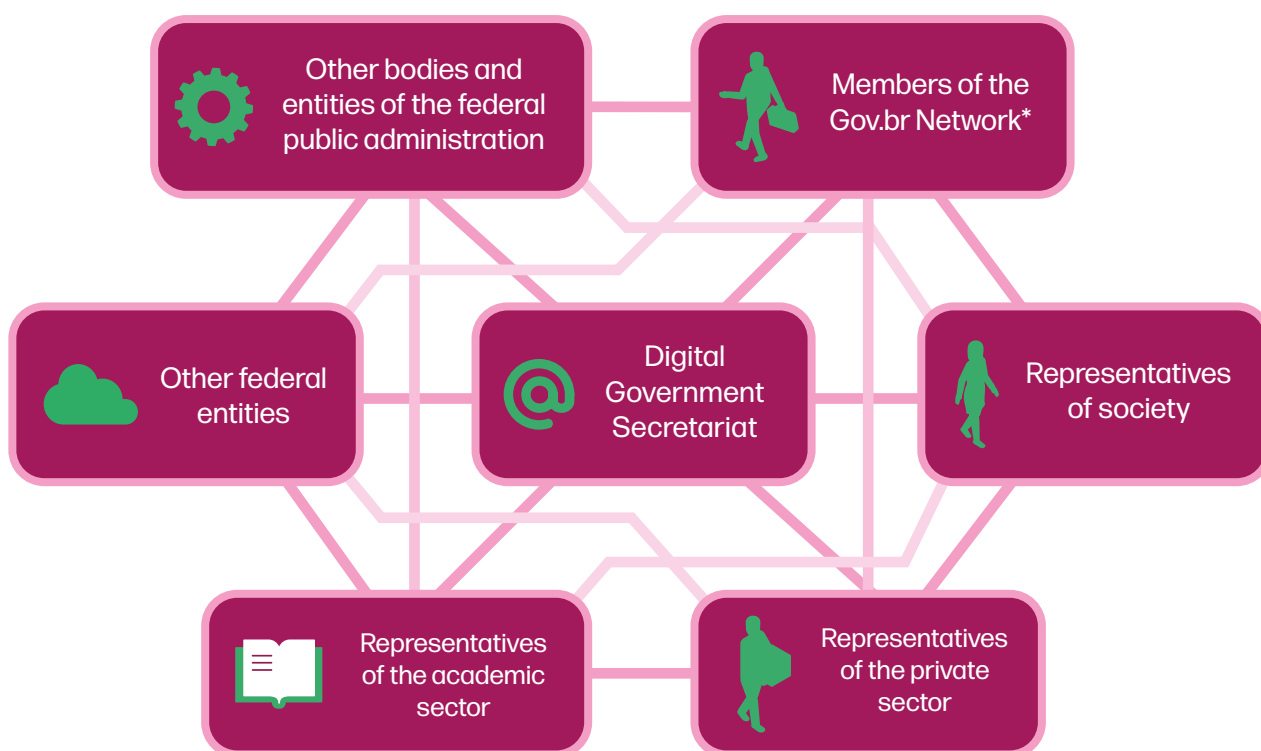 Other bodies and
entities of the federal
public administration
Members of the
Gov.br Network*
Other federal
entities
Digital
Government
Secretariat
Representatives
of society
Representatives
of the academic
sector
Representatives
of the private
sector